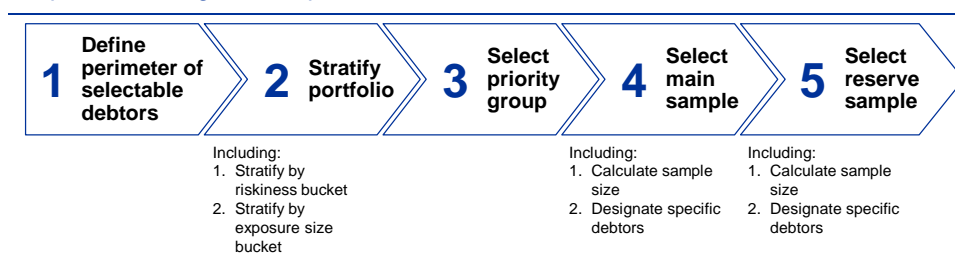 1
Define
perimeter of
selectable
debtors
2
Stratify
portfolio
3
Select
priority
group
4
Select
main
sample
5
Select
reserve
sample
Including:
1. Stratify by
riskiness bucket
2. Stratify by
exposure size
bucket
Including:
1. Calculate sample
size
2. Designate specific
debtors
Including:
1. Calculate sample
size
2. Designate specific
debtors